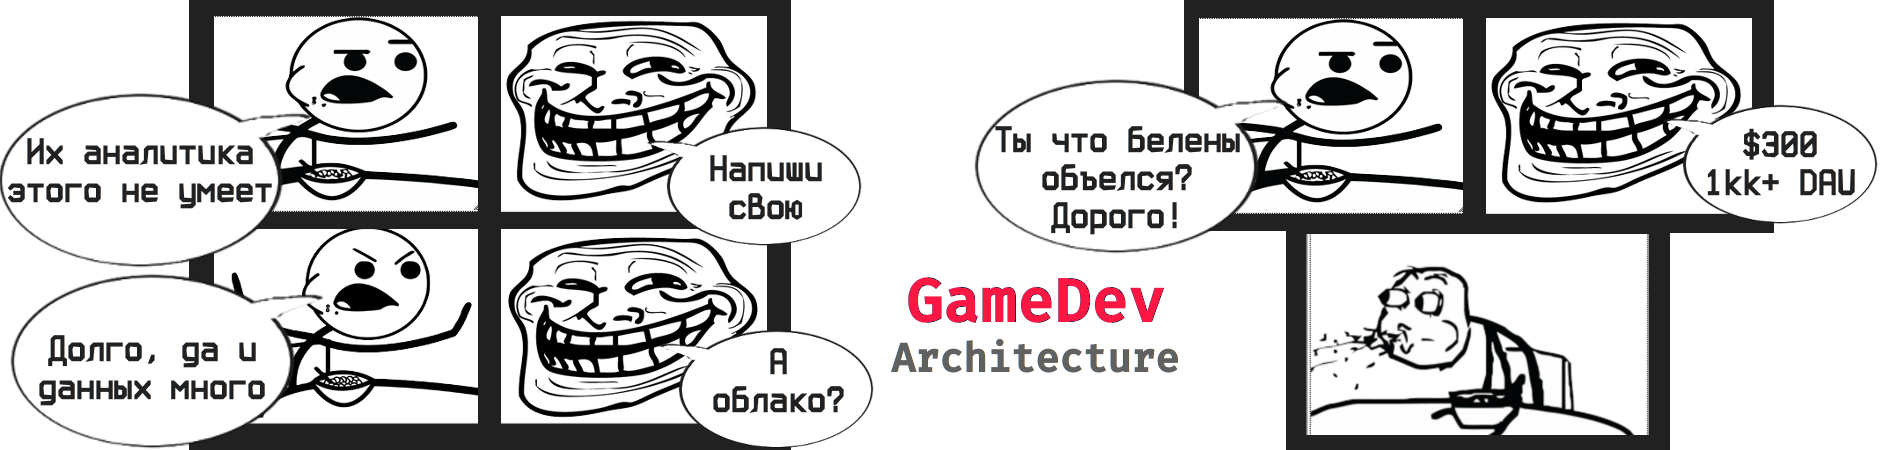 Их аналитика
этого не умеет
Напиши
свою
Долго, да и
данных много
А
облако?
GameDev
Architecture
Ты что Белены
объелся?
Дорого!
$300
1kk+ DAU